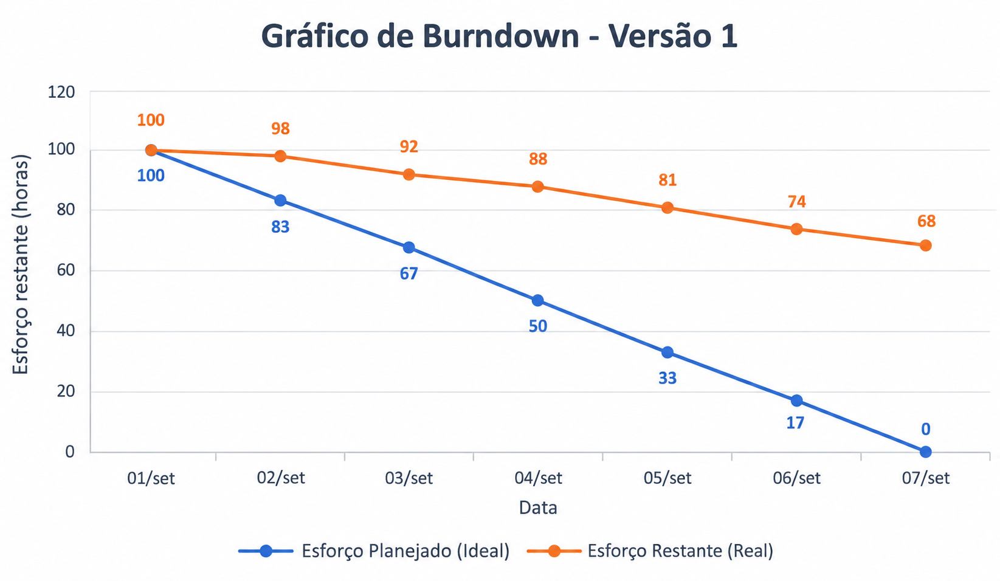 Gráfico de Burndown - Versão 1
Esforço restante (horas)
120
100
80
60
40
20
0
100
98
92
88
81
74
68
100
83
67
50
33
17
0
01/set
02/set
03/set
04/set
05/set
06/set
07/set
Data
Esforço Planejado (Ideal)
Esforço Restante (Real)